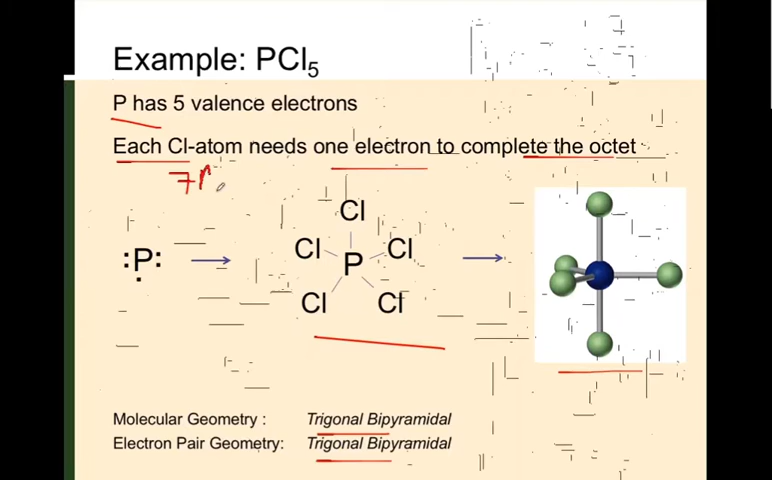 Example: PCl₅
P has 5 valence electrons
Each Cl-atom needs one electron to complete the octet
7
Cl
Cl Cl
:P: P
Cl Cl
Molecular Geometry : Trigonal Bipyramidal
Electron Pair Geometry: Trigonal Bipyramidal